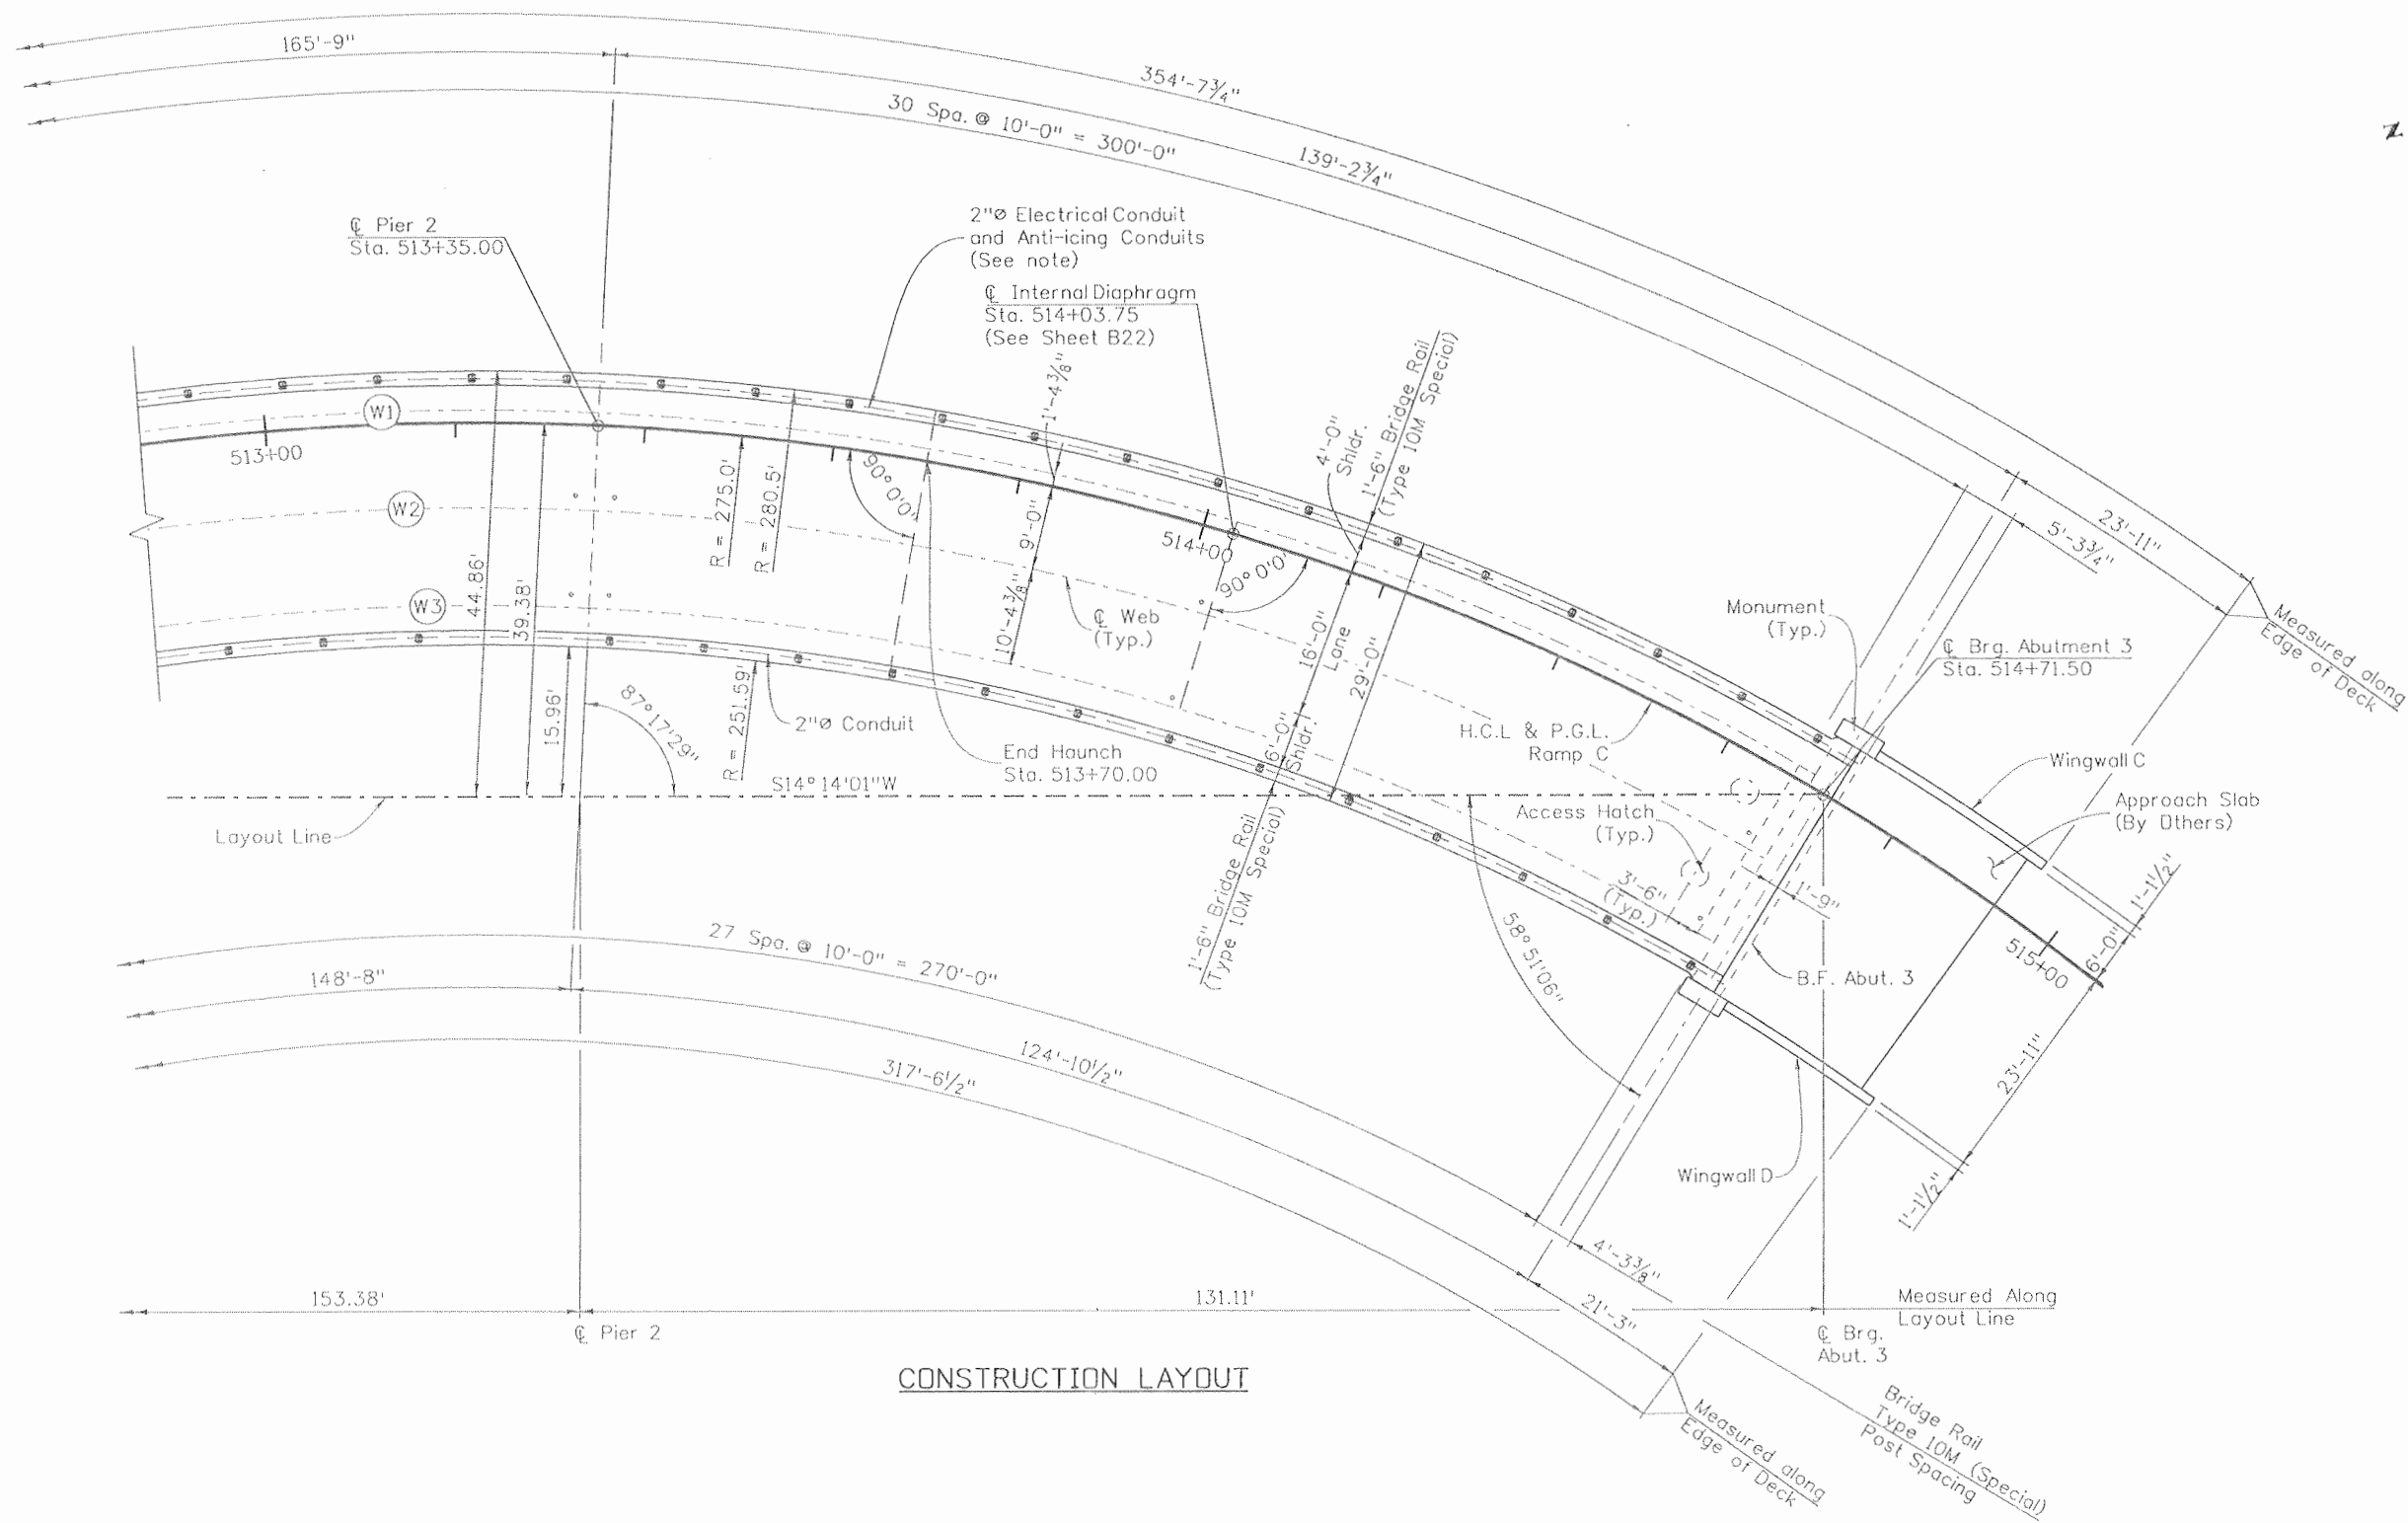 165'-9"
354'-7¾"
30 Spa. @ 10'-0" = 300'-0"
139'-2¾"
Z
℄ Pier 2
Sta. 513+35.00
2"Ø Electrical Conduit
and Anti-icing Conduits
(See note)
℄ Internal Diaphragm
Sta. 514+03.75
(See Sheet B22)
1'-4⅜"
4'-0"
Shldr.
1'-6" Bridge Rail
(Type 10M Special)
23'-11"
5'-3¾"
Measured along
Edge of Deck
W1
513+00
W2
W3
44.86'
39.38'
15.96'
R = 275.0'
R = 280.5'
R = 251.59'
90°0'0"
9'-0"
10'-4⅜"
514+00
90°0'0"
℄ Web
(Typ.)
16'-0"
Lane
29'-0"
6'-0"
Shldr.
Monument
(Typ.)
℄ Brg. Abutment 3
Sta. 514+71.50
H.C.L & P.G.L.
Ramp C
Wingwall C
Approach Slab
(By Others)
87°17'29"
2"Ø Conduit
End Haunch
Sta. 513+70.00
S14°14'01"W
Layout Line
Access Hatch
(Typ.)
3'-6"
(Typ.)
1'-9"
1'-6" Bridge Rail
(Type 10M Special)
58°51'06"
B.F. Abut. 3
515+00
1'-1½"
6'-0"
23'-11"
1'-1½"
Wingwall D
27 Spa. @ 10'-0" = 270'-0"
148'-8"
124'-10½"
317'-6½"
4'-3⅜"
21'-3"
153.38'
131.11'
Measured Along
Layout Line
℄ Pier 2
℄ Brg.
Abut. 3
CONSTRUCTION LAYOUT
Measured along
Edge of Deck
Bridge Rail
Type 10M (Special)
Post Spacing